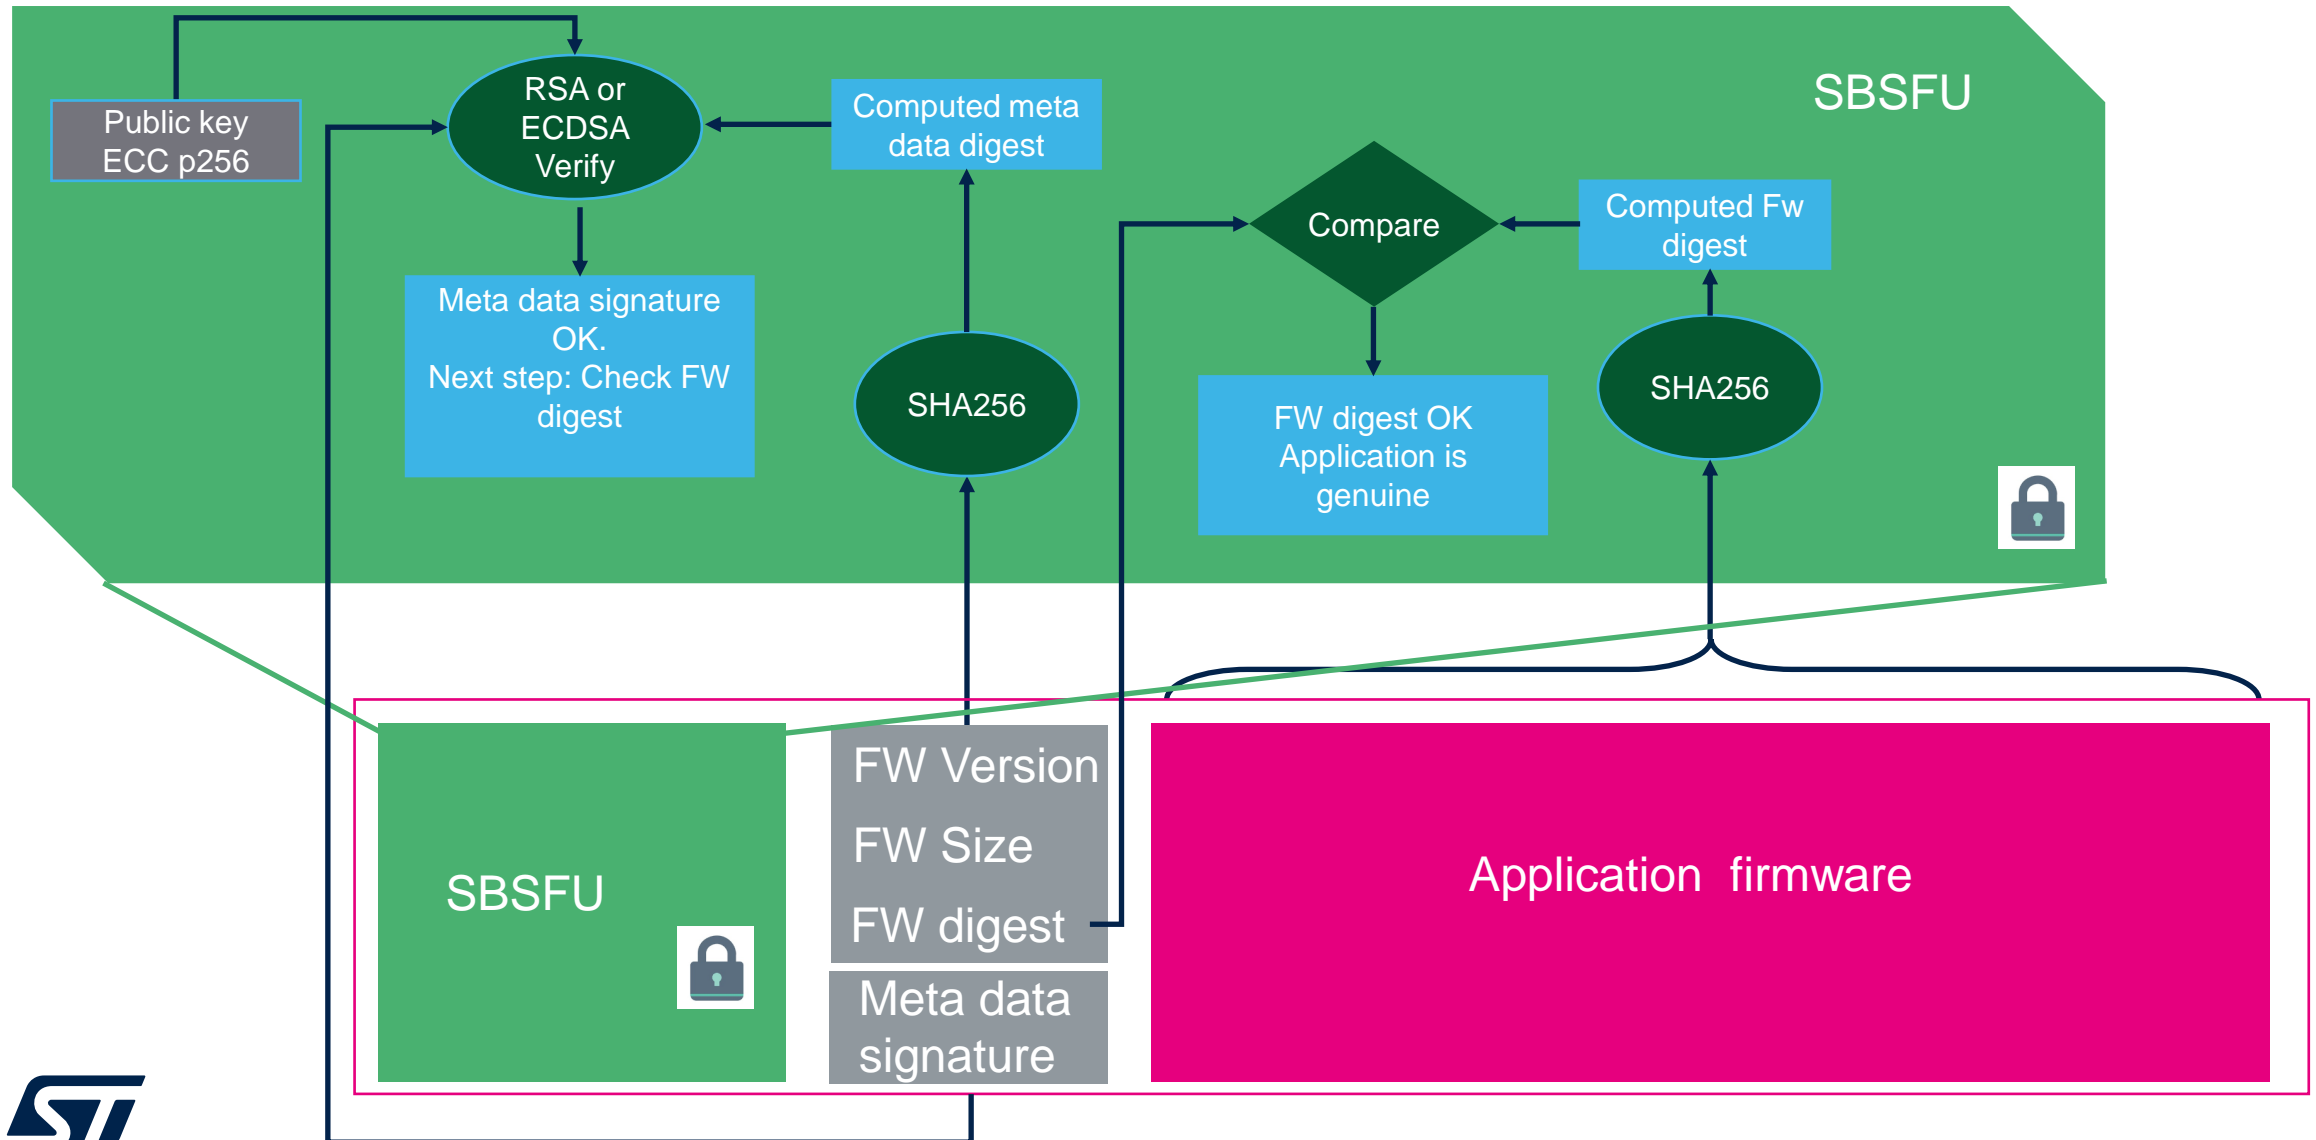 SBSFU
Public key
ECC p256
RSA or
ECDSA
Verify
Computed meta
data digest
Compare
Computed Fw
digest
Meta data signature
OK.
Next step: Check FW
digest
SHA256
FW digest OK
Application is
genuine
SHA256
SBSFU
FW Version
FW Size
FW digest
Meta data
signature
Application firmware
ST